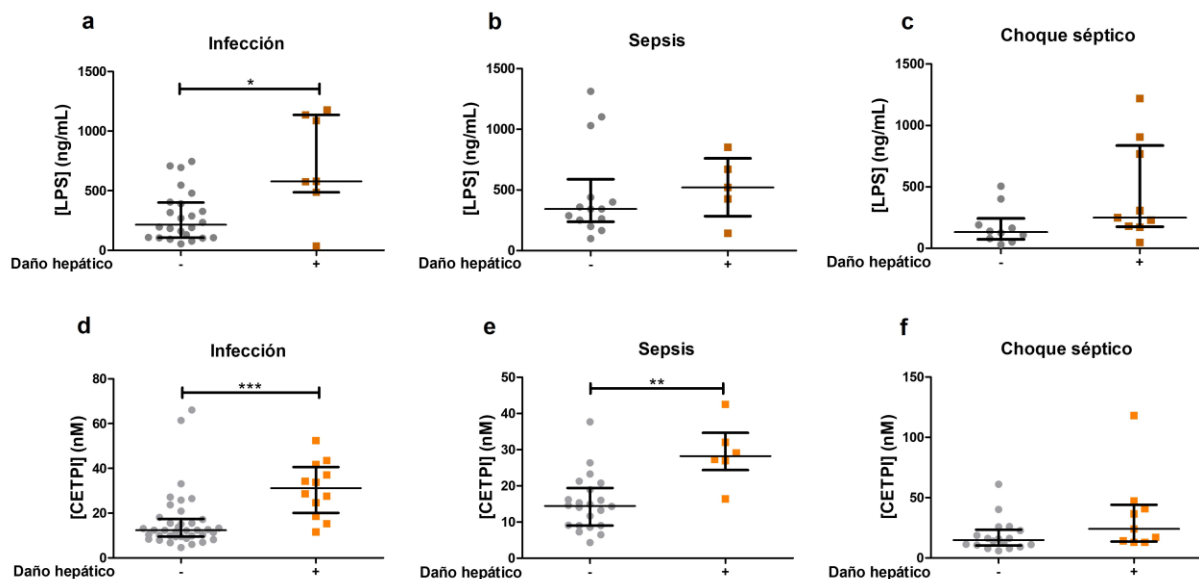 a
Infección
[LPS] (ng/mL)
1500
1000
500
0
*
Daño hepático
-
+
b
Sepsis
[LPS] (ng/mL)
1500
1000
500
0
Daño hepático
-
+
c
Choque séptico
[LPS] (ng/mL)
1500
1000
500
0
Daño hepático
-
+
d
Infección
[CETPI] (nM)
80
60
40
20
0
***
Daño hepático
-
+
e
Sepsis
[CETPI] (nM)
50
40
30
20
10
0
**
Daño hepático
-
+
f
Choque séptico
[CETPI] (nM)
150
100
50
0
Daño hepático
-
+